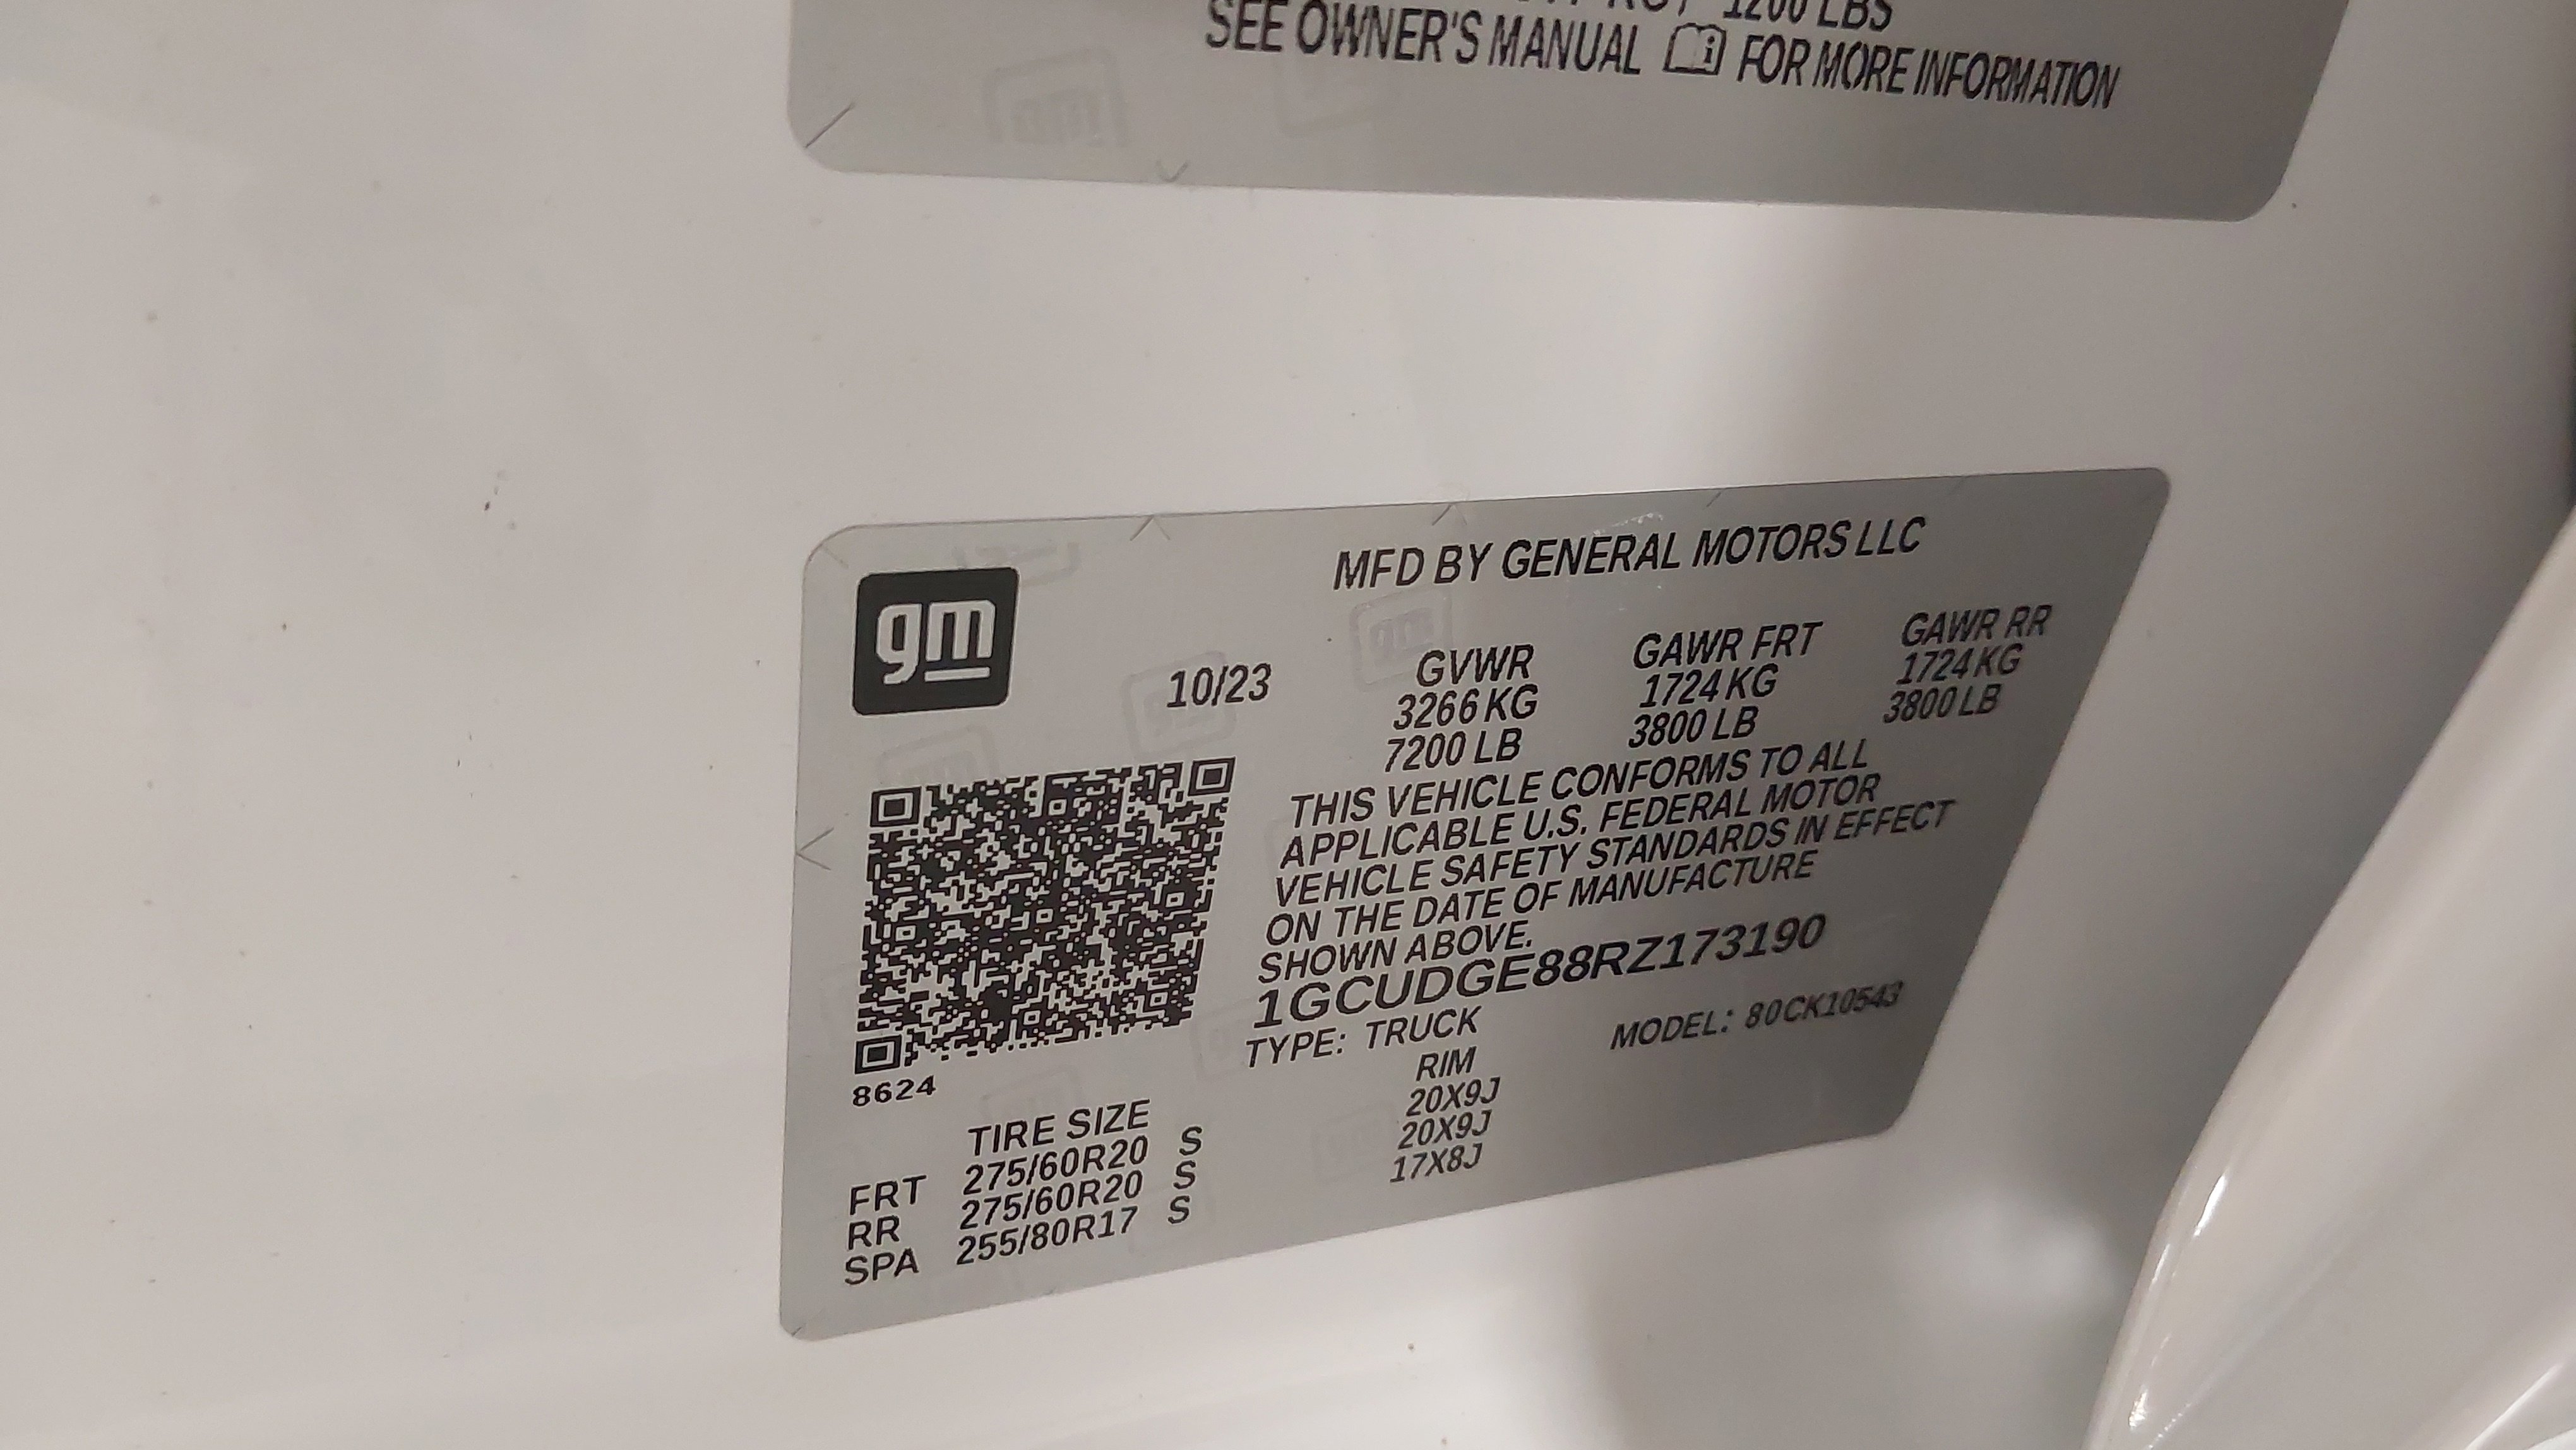 1200 LBS
SEE OWNER'S MANUAL FOR MORE INFORMATION
gm
MFD BY GENERAL MOTORS LLC
10/23
GVWR GAWR FRT GAWR RR
3266 KG 1724 KG 1724 KG
7200 LB 3800 LB 3800 LB
THIS VEHICLE CONFORMS TO ALL
APPLICABLE U.S. FEDERAL MOTOR
VEHICLE SAFETY STANDARDS IN EFFECT
ON THE DATE OF MANUFACTURE
SHOWN ABOVE.
1GCUDGE88RZ173190
TYPE: TRUCK MODEL: 80CK10543
8624
TIRE SIZE RIM
FRT 275/60R20 S 20X9J
RR 275/60R20 S 20X9J
SPA 255/80R17 S 17X8J